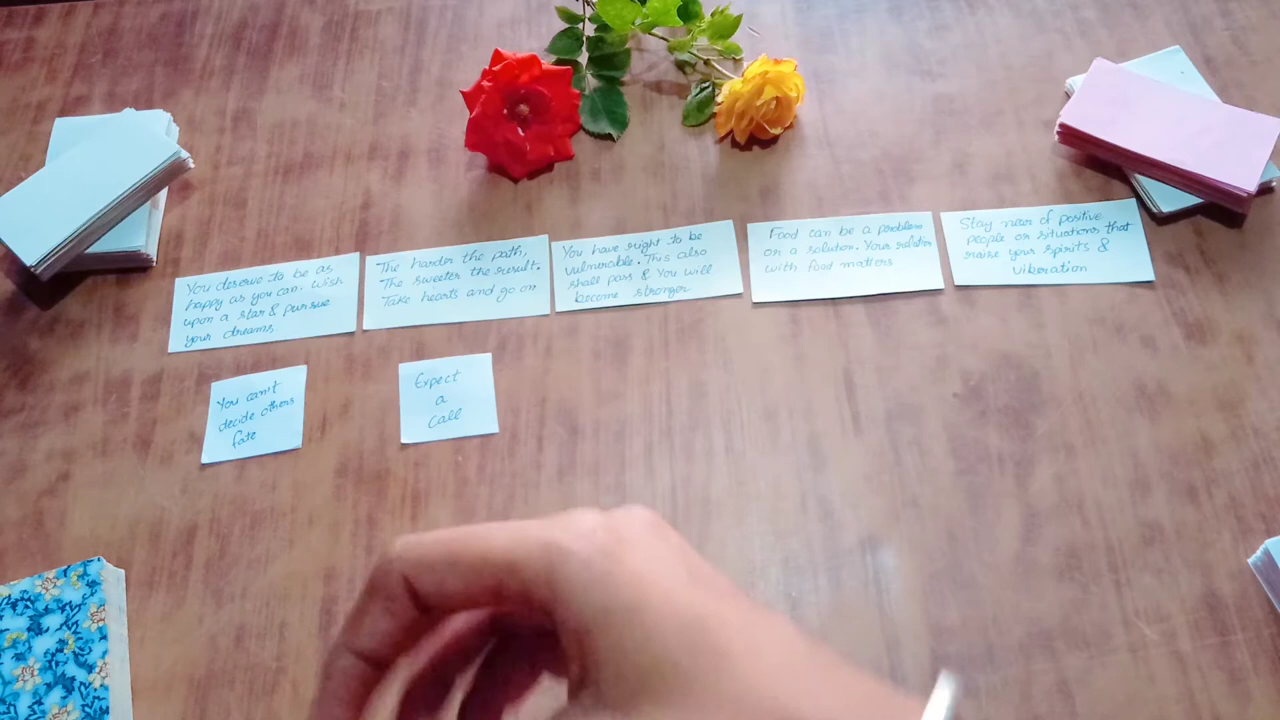 You deserve to be as
happy as you can. Wish
upon a star & pursue
your dreams
The harder the path,
The sweeter the result.
Take hearts and go on
You have right to be
vulnerable. This also
shall pass & You will
become stronger
Food can be a problem
or a solution. Your relation
with food matters
Stay near of positive
people or situations that
raise your spirits &
viberation
You can't
decide others
fate
Expect
a
call